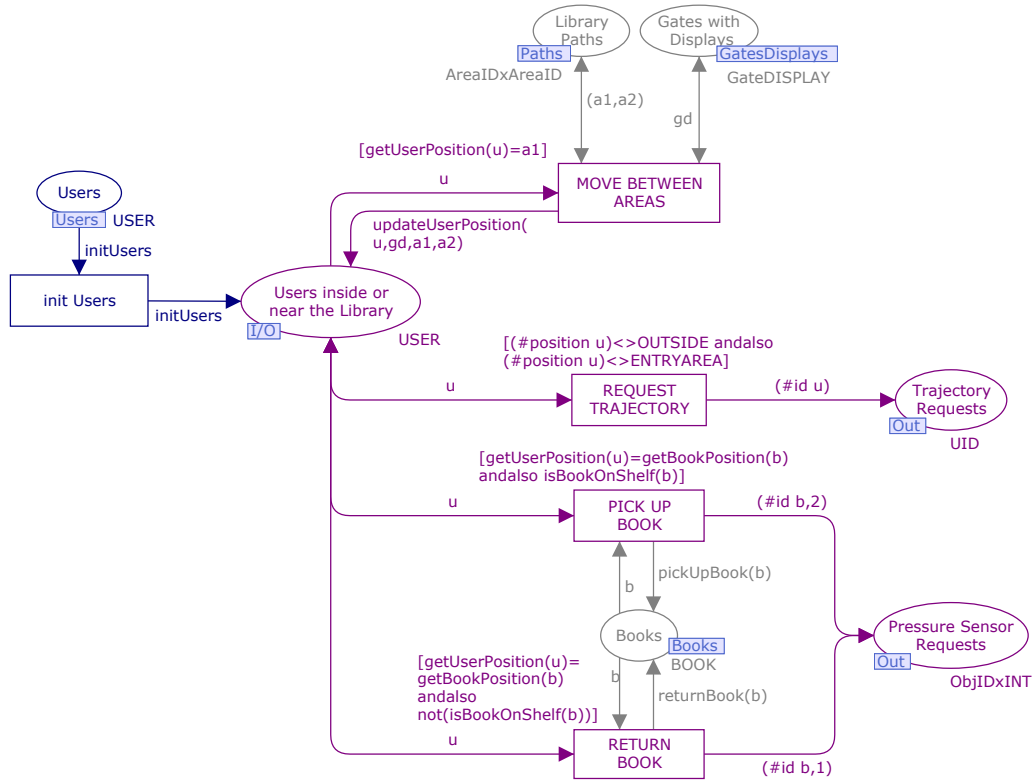 Library
Paths
Paths
AreaIDxAreaID
Gates with
Displays
GatesDisplays
GateDISPLAY
(a1,a2)
gd
[getUserPosition(u)=a1]
u
MOVE BETWEEN
AREAS
updateUserPosition(
u,gd,a1,a2)
Users
Users
USER
initUsers
init Users
initUsers
Users inside or
near the Library
I/O
USER
[(#position u)<>OUTSIDE andalso
(#position u)<>ENTRYAREA]
u
REQUEST
TRAJECTORY
(#id u)
Trajectory
Requests
Out
UID
[getUserPosition(u)=getBookPosition(b)
andalso isBookOnShelf(b)]
u
PICK UP
BOOK
(#id b,2)
b
pickUpBook(b)
Books
Books
BOOK
Pressure Sensor
Requests
Out
ObjIDxINT
[getUserPosition(u)=
getBookPosition(b)
andalso
not(isBookOnShelf(b))]
b
returnBook(b)
u
RETURN
BOOK
(#id b,1)